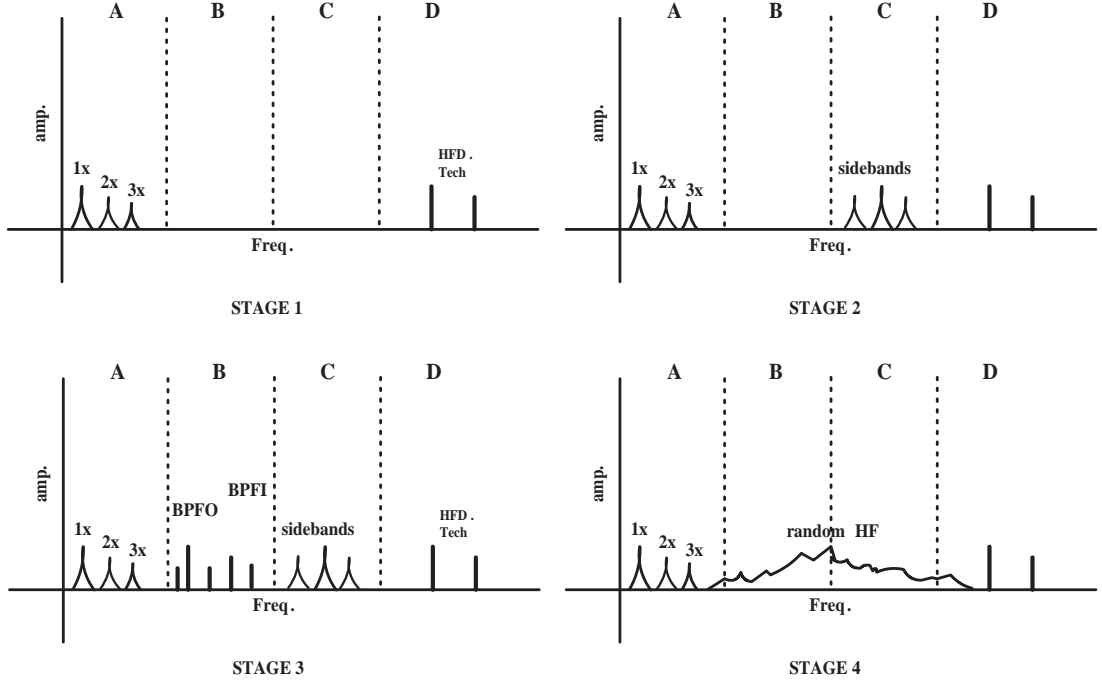 A B C D
amp.
1x 2x 3x
HFD .
Tech
Freq .
STAGE 1
A B C D
amp.
1x 2x 3x
sidebands
Freq .
STAGE 2
A B C D
amp.
1x 2x 3x
BPFO
BPFI
sidebands
HFD .
Tech
Freq .
STAGE 3
A B C D
amp.
1x 2x 3x
random HF
Freq .
STAGE 4